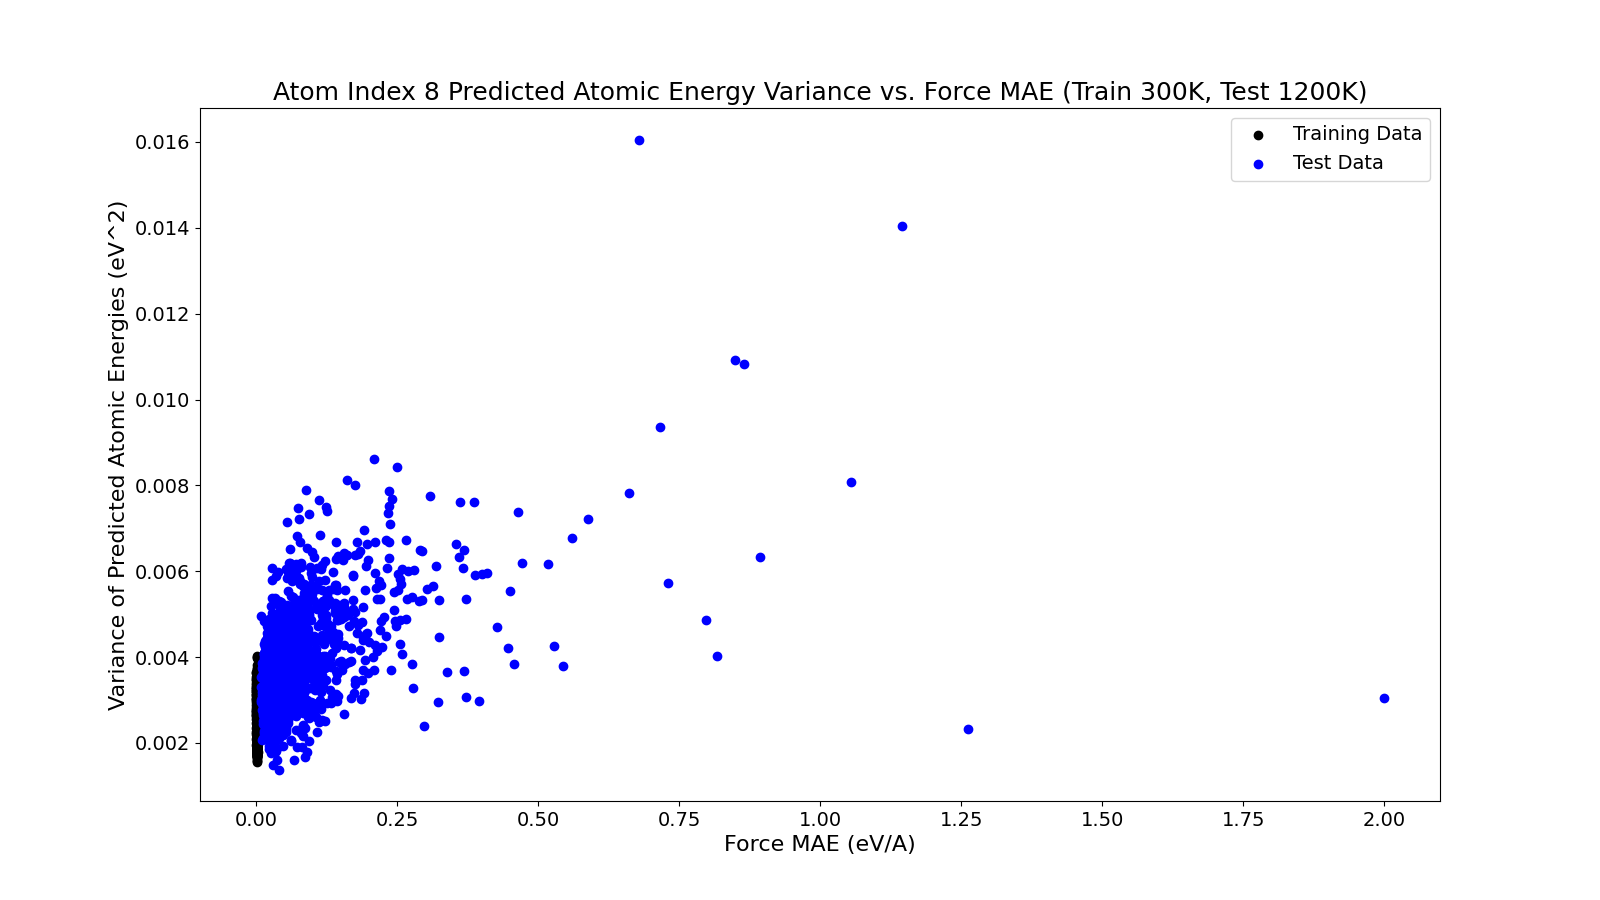 Atom Index 8 Predicted Atomic Energy Variance vs. Force MAE (Train 300K, Test 1200K)
Training Data
Test Data
Variance of Predicted Atomic Energies (eV^2)
0.016
0.014
0.012
0.010
0.008
0.006
0.004
0.002
0.00 0.25 0.50 0.75 1.00 1.25 1.50 1.75 2.00
Force MAE (eV/A)